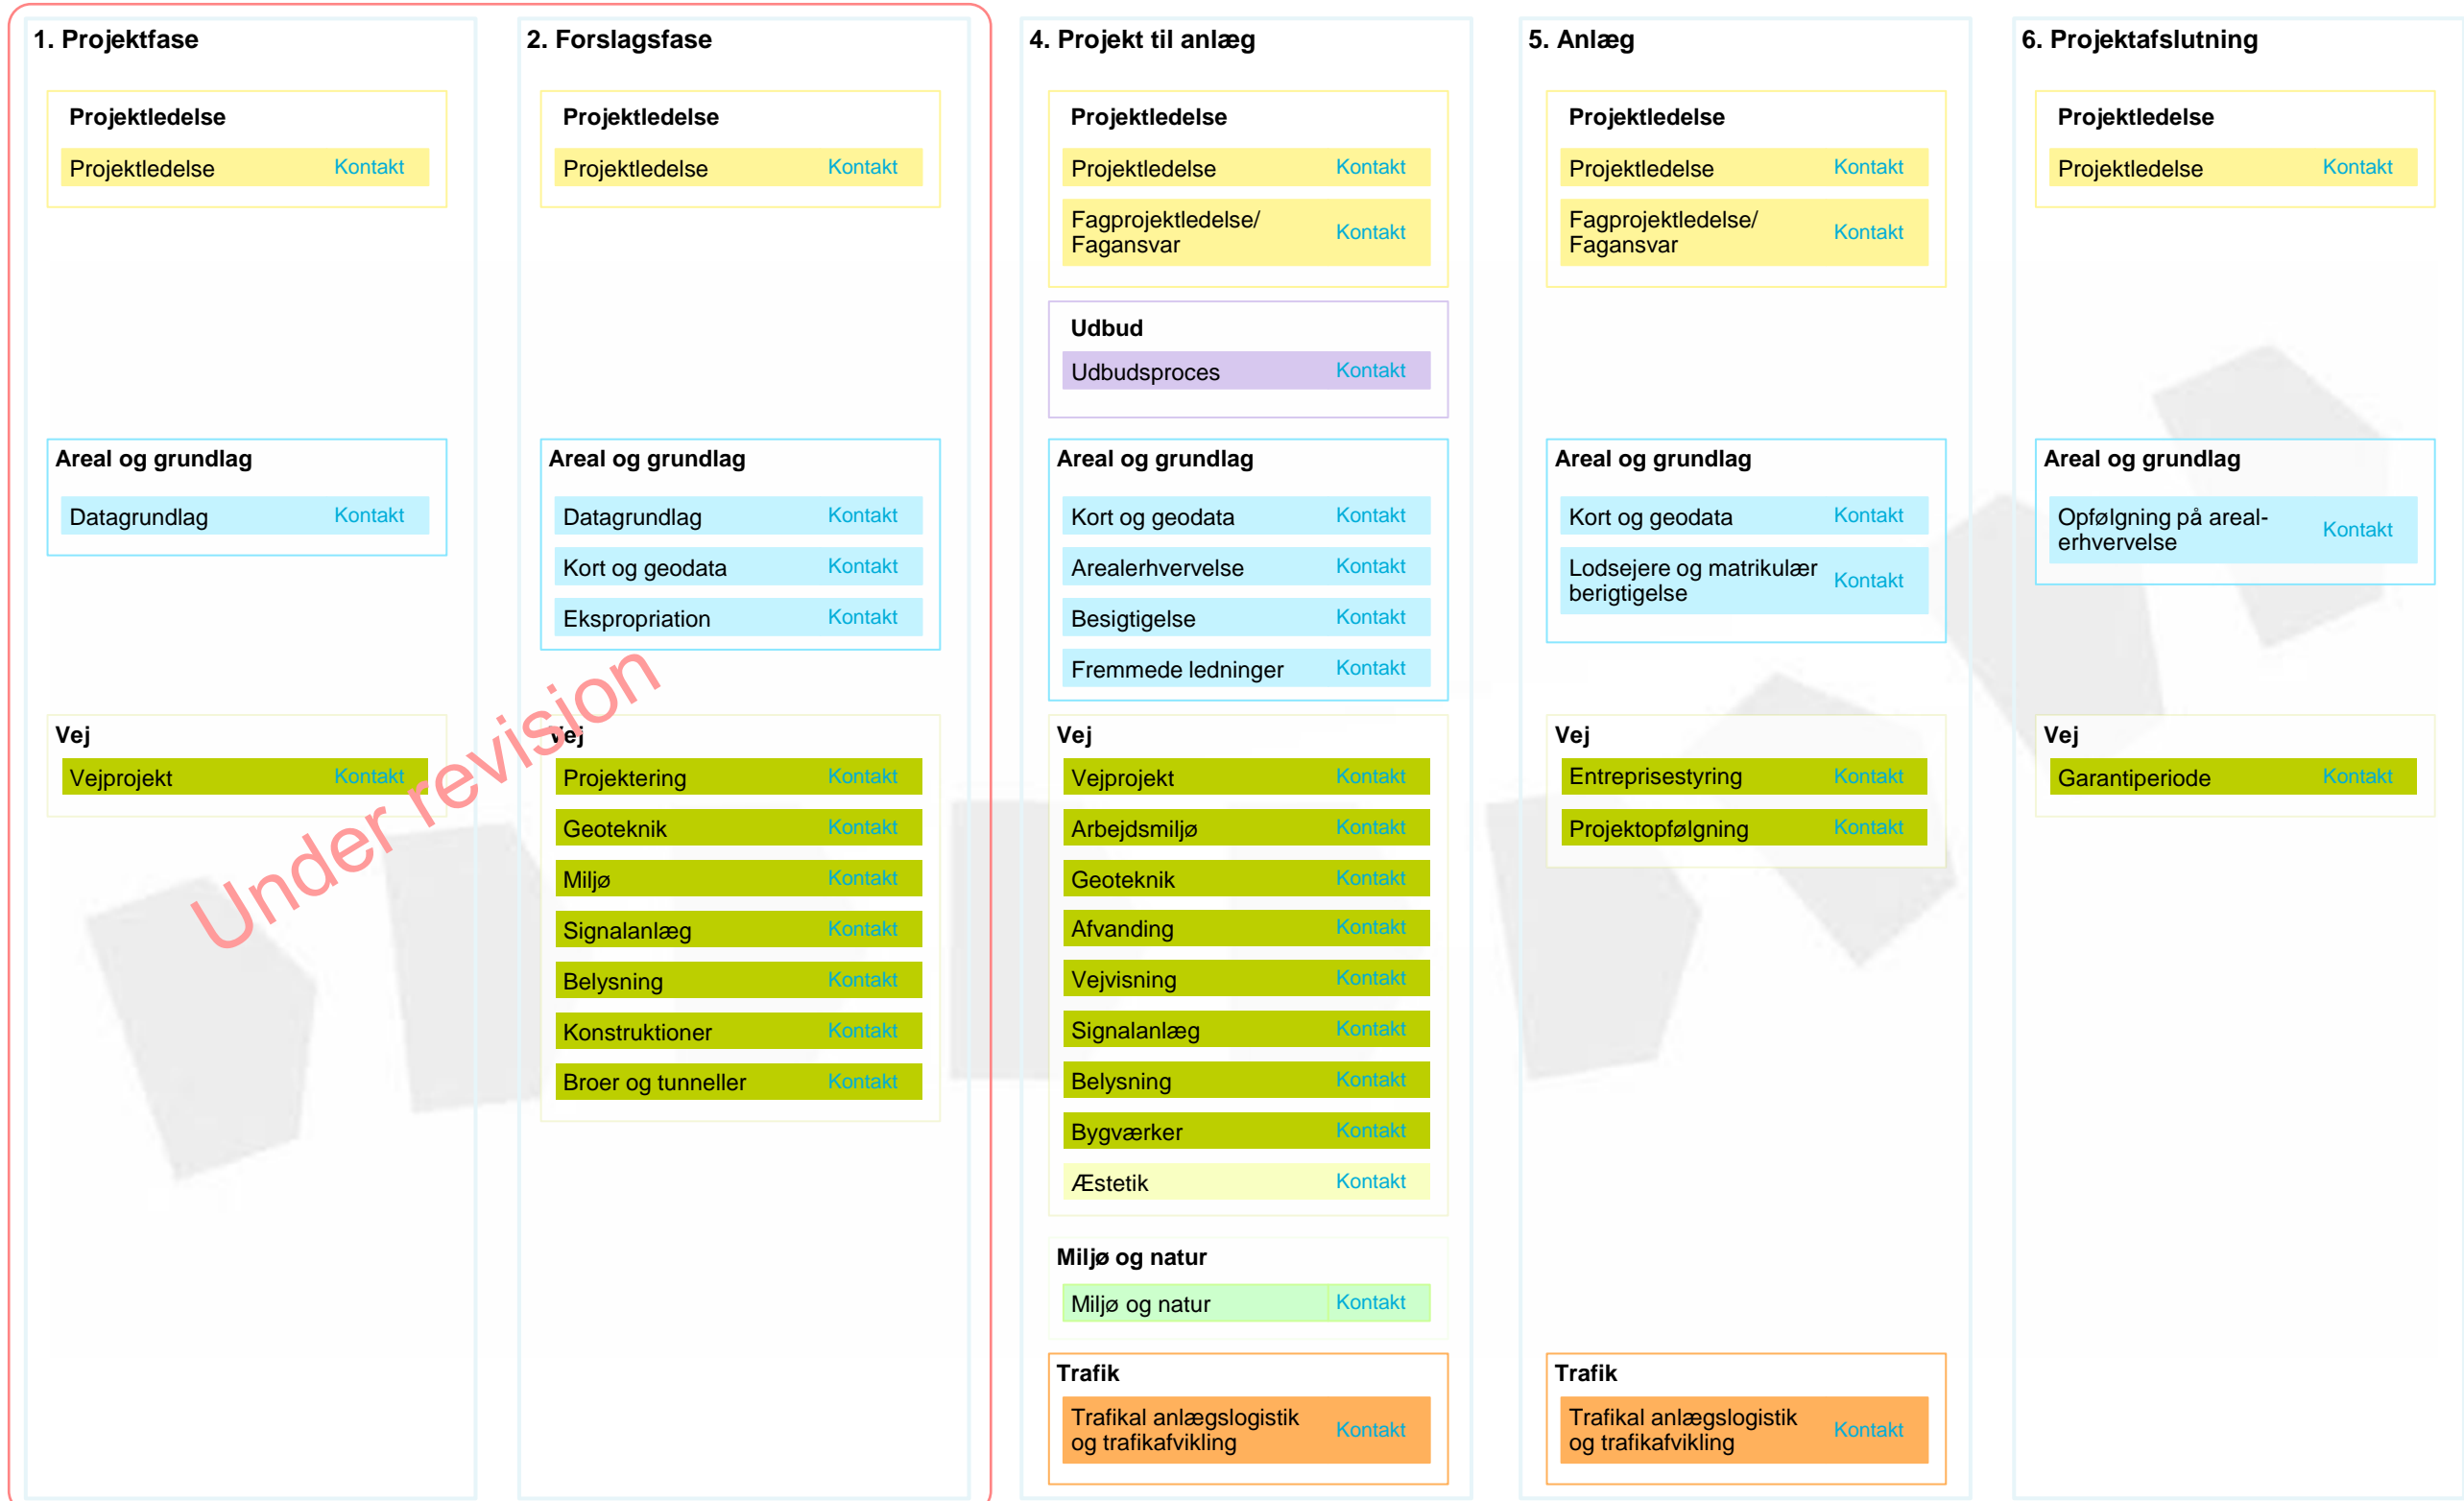 1. Projektfase
Projektledelse
Projektledelse Kontakt
Areal og grundlag
Datagrundlag Kontakt
Vej
Vejprojekt Kontakt
2. Forslagsfase
Projektledelse
Projektledelse Kontakt
Areal og grundlag
Datagrundlag Kontakt
Kort og geodata Kontakt
Ekspropriation Kontakt
Vej
Projektering Kontakt
Geoteknik Kontakt
Miljø Kontakt
Signalanlæg Kontakt
Belysning Kontakt
Konstruktioner Kontakt
Broer og tunneller Kontakt
Under revision
4. Projekt til anlæg
Projektledelse
Projektledelse Kontakt
Fagprojektledelse/
Fagansvar Kontakt
Udbud
Udbudsproces Kontakt
Areal og grundlag
Kort og geodata Kontakt
Arealerhvervelse Kontakt
Besigtigelse Kontakt
Fremmede ledninger Kontakt
Vej
Vejprojekt Kontakt
Arbejdsmiljø Kontakt
Geoteknik Kontakt
Afvanding Kontakt
Vejvisning Kontakt
Signalanlæg Kontakt
Belysning Kontakt
Bygværker Kontakt
Æstetik Kontakt
Miljø og natur
Miljø og natur Kontakt
Trafik
Trafikal anlægslogistik
og trafikafvikling Kontakt
5. Anlæg
Projektledelse
Projektledelse Kontakt
Fagprojektledelse/
Fagansvar Kontakt
Areal og grundlag
Kort og geodata Kontakt
Lodsejere og matrikulær
berigtigelse Kontakt
Vej
Entreprisestyring Kontakt
Projektopfølgning Kontakt
Trafik
Trafikal anlægslogistik
og trafikafvikling Kontakt
6. Projektafslutning
Projektledelse
Projektledelse Kontakt
Areal og grundlag
Opfølgning på areal-
erhvervelse Kontakt
Vej
Garantiperiode Kontakt